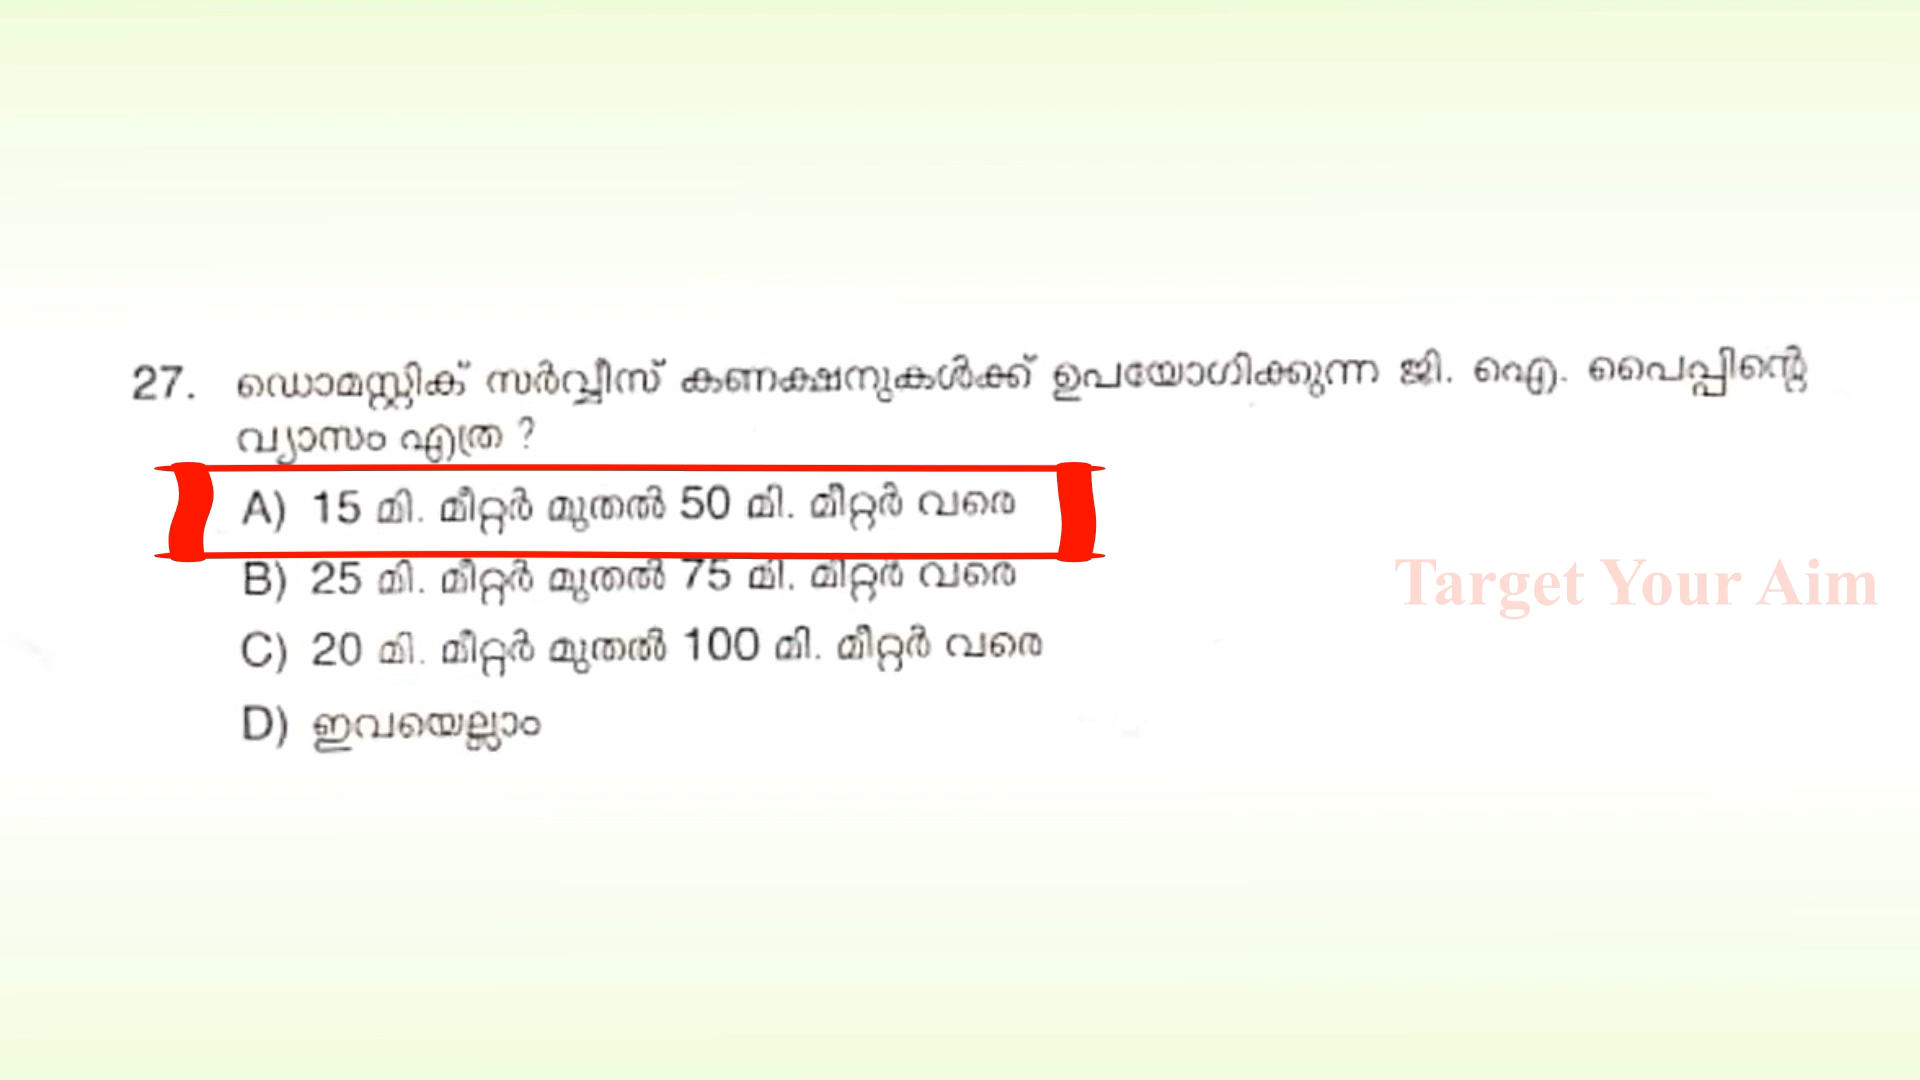 27. ഡൊമസ്റ്റിക് സർവ്വീസ് കണക്ഷനുകൾക്ക് ഉപയോഗിക്കുന്ന ജി. ഐ. പൈപ്പിന്റെ
വ്യാസം എത്ര ?
A) 15 മി. മീറ്റർ മുതൽ 50 മി. മീറ്റർ വരെ
B) 25 മി. മീറ്റർ മുതൽ 75 മി. മീറ്റർ വരെ
Target Your Aim
C) 20 മി. മീറ്റർ മുതൽ 100 മി. മീറ്റർ വരെ
D) ഇവയെല്ലാം